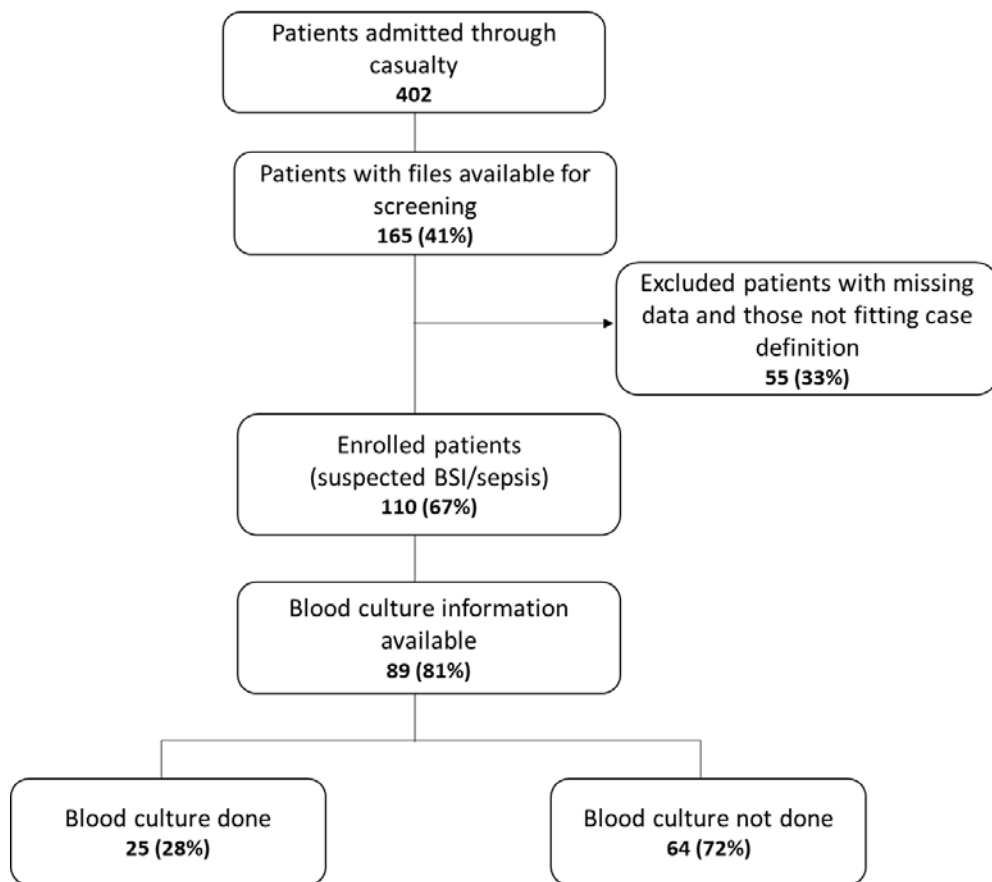 Patients admitted through
casualty
402
Patients with files available for
screening
165 (41%)
Excluded patients with missing
data and those not fitting case
definition
55 (33%)
Enrolled patients
(suspected BSI/sepsis)
110 (67%)
Blood culture information
available
89 (81%)
Blood culture done
25 (28%)
Blood culture not done
64 (72%)